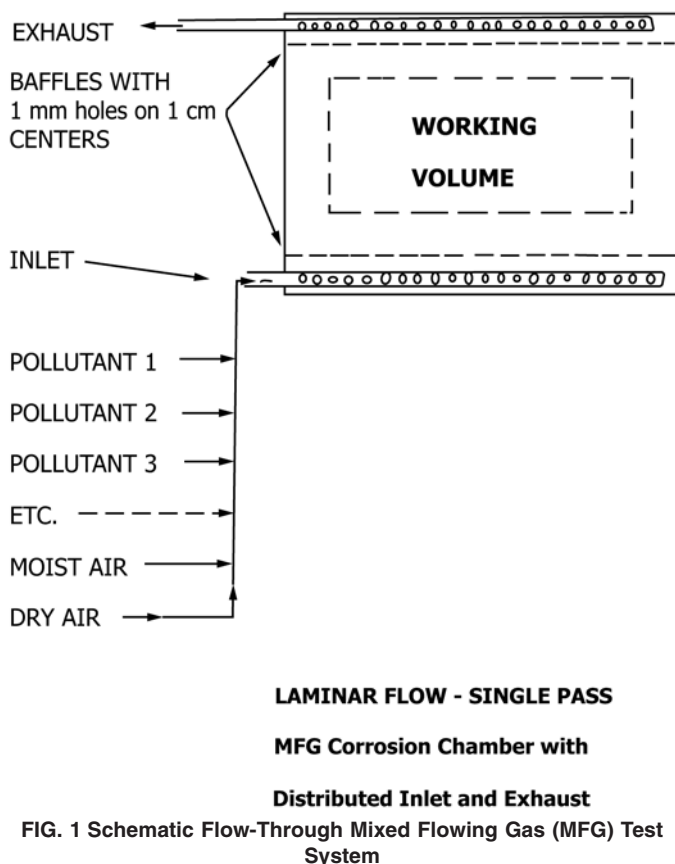 EXHAUST
BAFFLES WITH
1 mm holes on 1 cm
CENTERS
WORKING
VOLUME
INLET
POLLUTANT 1
POLLUTANT 2
POLLUTANT 3
ETC.
MOIST AIR
DRY AIR
LAMINAR FLOW - SINGLE PASS
MFG Corrosion Chamber with
Distributed Inlet and Exhaust
FIG. 1 Schematic Flow-Through Mixed Flowing Gas (MFG) Test
System